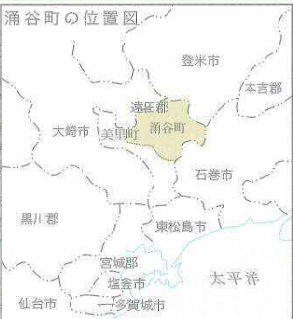 涌谷町の位置図
登米市
本吉郡
遠田郡
涌谷町
大崎市
美里町
石巻市
黒川郡
東松島市
宮城郡
太平洋
塩釜市
仙台市
多賀城市